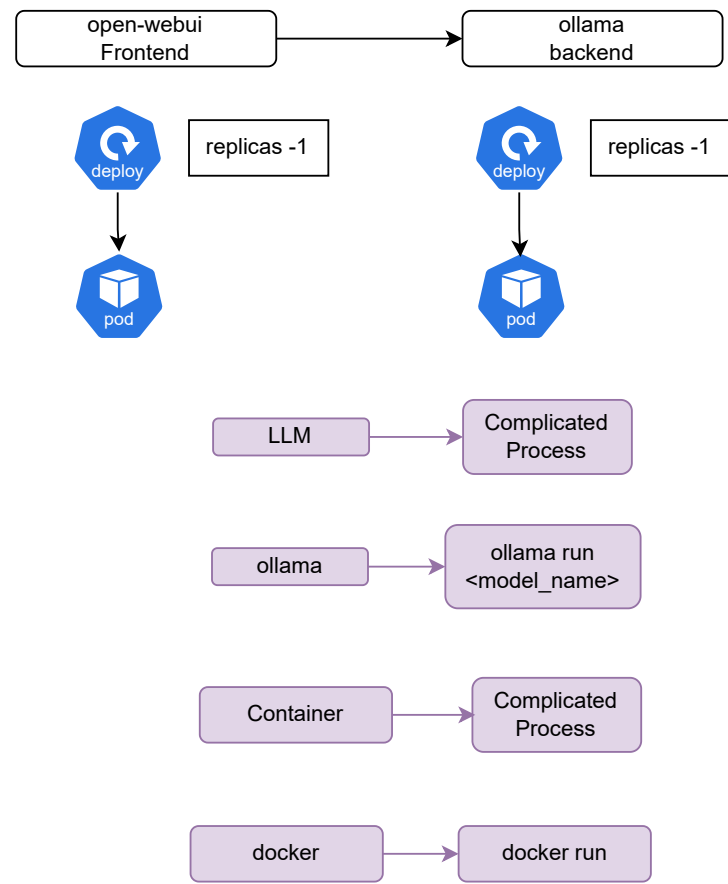 open-webui
Frontend
ollama
backend
deploy
replicas -1
deploy
replicas -1
pod
pod
LLM
Complicated
Process
ollama
ollama run
<model_name>
Container
Complicated
Process
docker
docker run